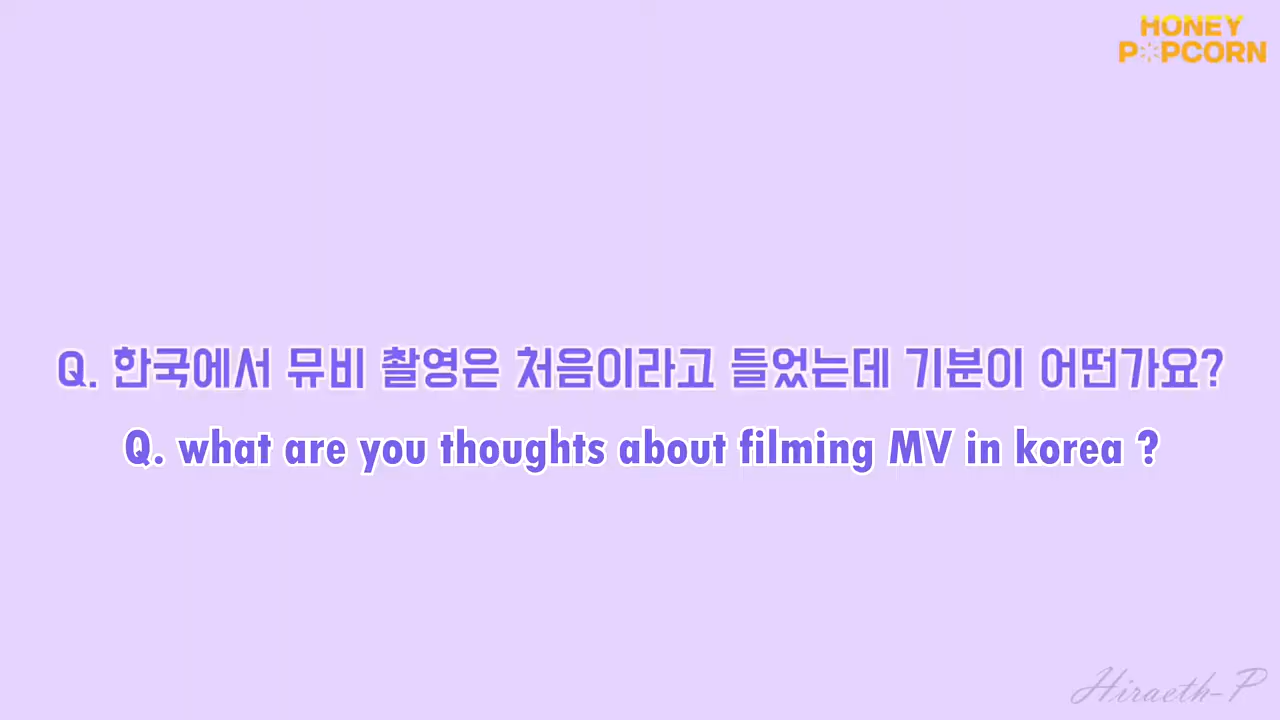 HONEY
POPCORN
Q. 한국에서 뮤비 촬영은 처음이라고 들었는데 기분이 어떤가요?
Q. what are you thoughts about filming MV in korea ?
Hiraeth-P